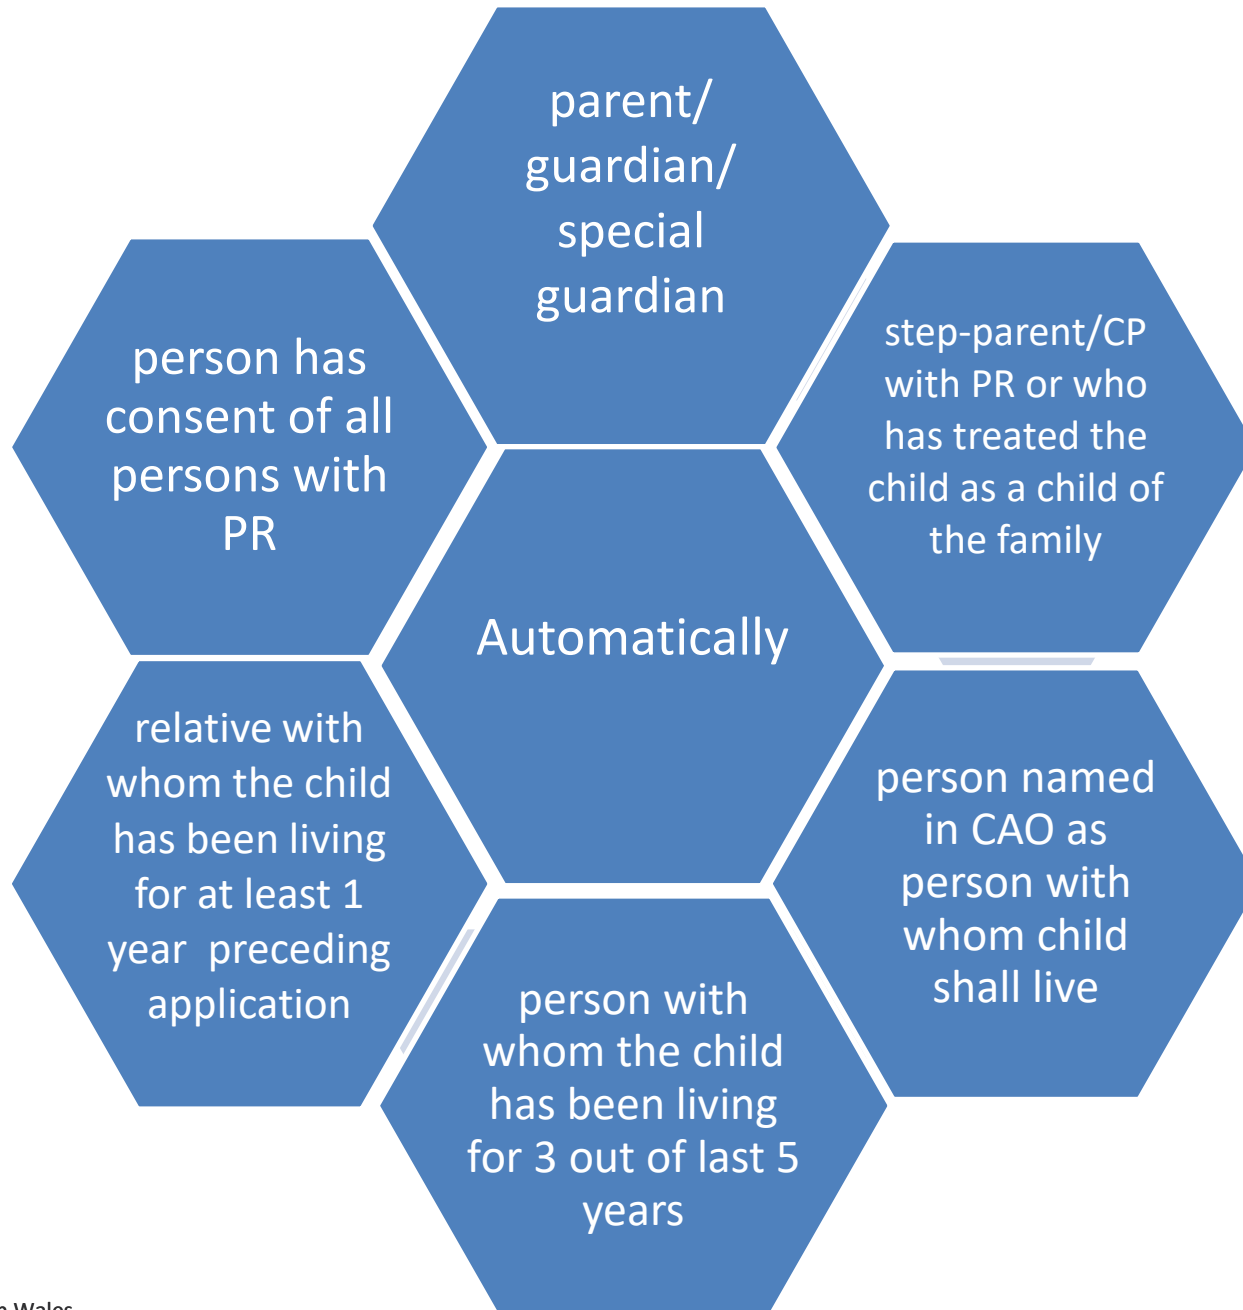 parent/
guardian/
special
guardian
step-parent/CP
with PR or who
has treated the
child as a child of
the family
person has
consent of all
persons with
PR
Automatically
relative with
whom the child
has been living
for at least 1
year preceding
application
person named
in CAO as
person with
whom child
shall live
person with
whom the child
has been living
for 3 out of last 5
years
Wales